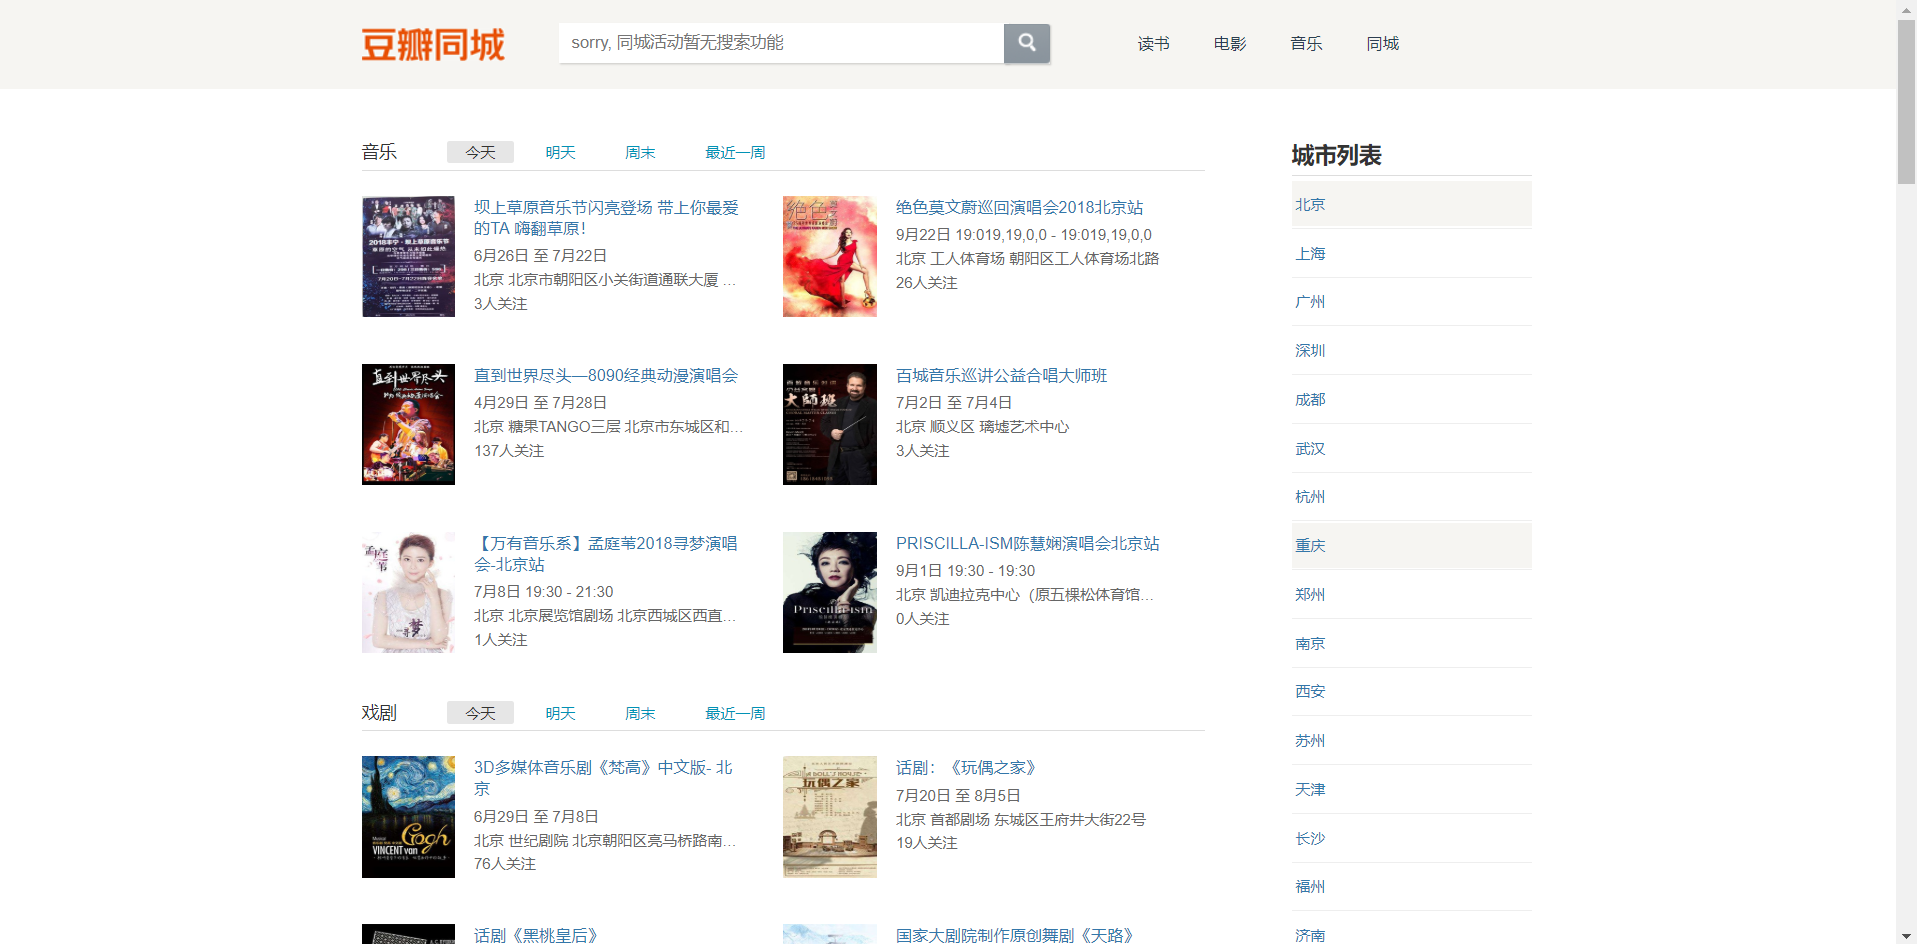 豆瓣同城
sorry, 同城活动暂无搜索功能
读书 电影 音乐 同城
音乐 今天 明天 周末 最近一周
坝上草原音乐节闪亮登场 带上你最爱
的TA 嗨翻草原！
6月26日 至 7月22日
北京 北京市朝阳区小关街道通联大厦 ...
3人关注
绝色莫文蔚巡回演唱会2018北京站
9月22日 19:019,19,0,0 - 19:019,19,0,0
北京 工人体育场 朝阳区工人体育场北路
26人关注
直到世界尽头—8090经典动漫演唱会
4月29日 至 7月28日
北京 糖果TANGO三层 北京市东城区和...
137人关注
百城音乐巡讲公益合唱大师班
7月2日 至 7月4日
北京 顺义区 璃墟艺术中心
3人关注
【万有音乐系】孟庭苇2018寻梦演唱
会-北京站
7月8日 19:30 - 21:30
北京 北京展览馆剧场 北京西城区西直...
1人关注
PRISCILLA-ISM陈慧娴演唱会北京站
9月1日 19:30 - 19:30
北京 凯迪拉克中心（原五棵松体育馆...
0人关注
戏剧 今天 明天 周末 最近一周
3D多媒体音乐剧《梵高》中文版- 北
京
6月29日 至 7月8日
北京 世纪剧院 北京朝阳区亮马桥路南...
76人关注
话剧：《玩偶之家》
7月20日 至 8月5日
北京 首都剧场 东城区王府井大街22号
19人关注
话剧《黑桃皇后》
国家大剧院制作原创舞剧《天路》
城市列表
北京
上海
广州
深圳
成都
武汉
杭州
重庆
郑州
南京
西安
苏州
天津
长沙
福州
济南
直到世界尽头
大师班
Priscilla-ism
Gogh
VINCENT van
玩偶之家